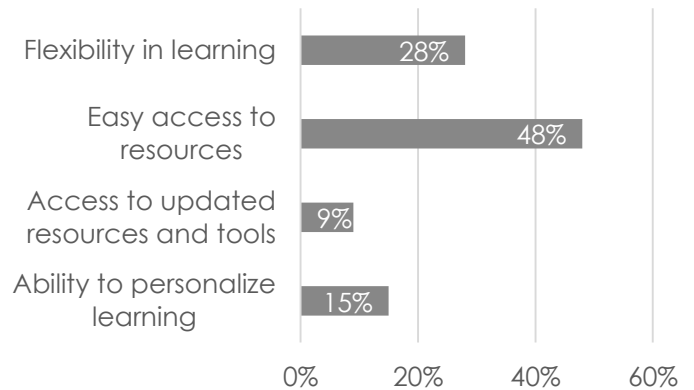 Flexibility in learning
28%
Easy access to
resources
48%
Access to updated
resources and tools
9%
Ability to personalize
learning
15%
0%
20%
40%
60%